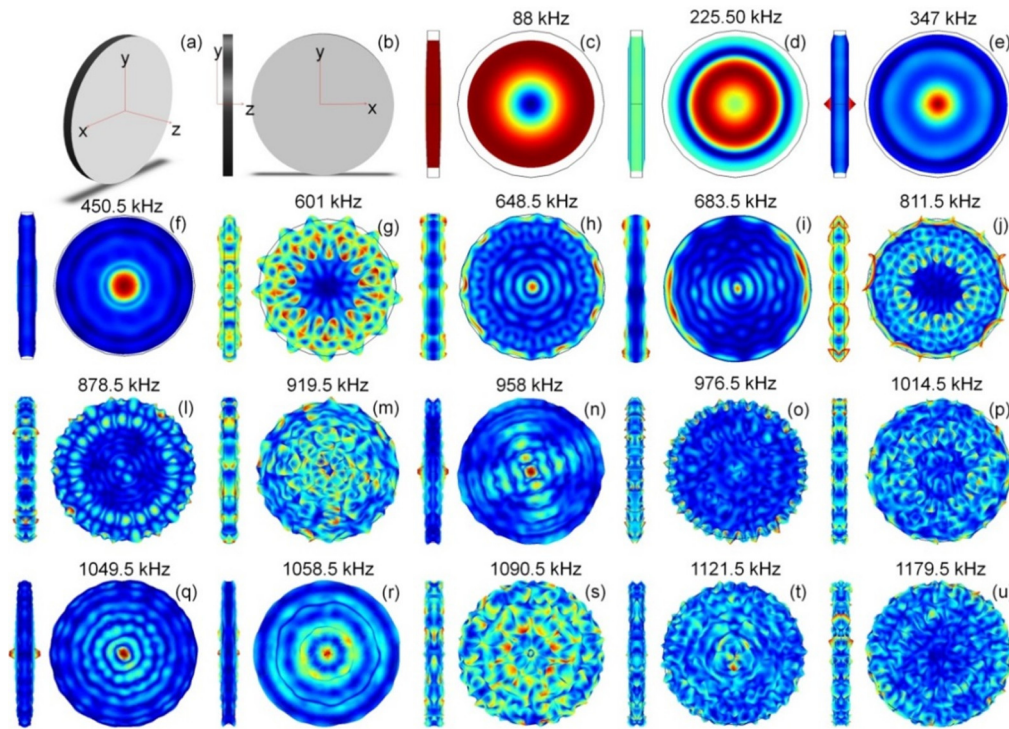 88 kHz 225.50 kHz 347 kHz
(a) (b) (c) (d) (e)
y y y
x z z x
450.5 kHz 601 kHz 648.5 kHz 683.5 kHz 811.5 kHz
(f) (g) (h) (i) (j)
878.5 kHz 919.5 kHz 958 kHz 976.5 kHz 1014.5 kHz
(l) (m) (n) (o) (p)
1049.5 kHz 1058.5 kHz 1090.5 kHz 1121.5 kHz 1179.5 kHz
(q) (r) (s) (t) (u)